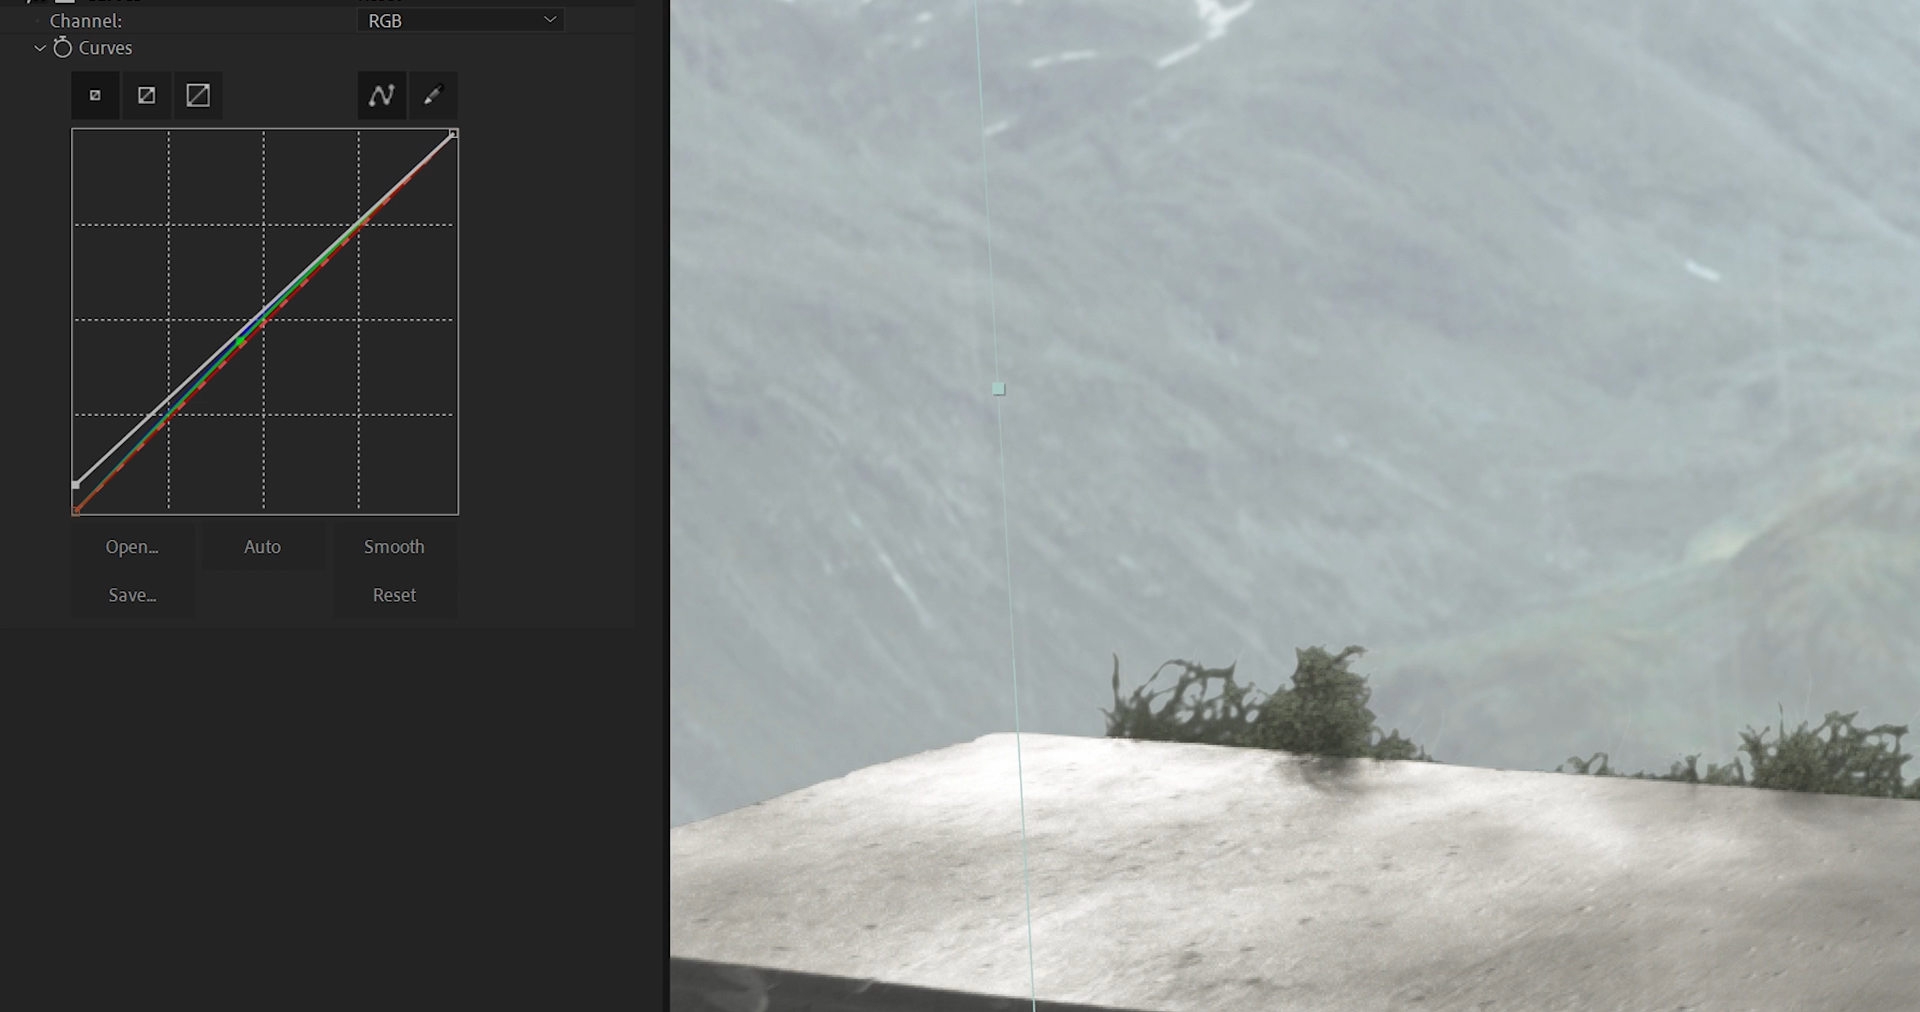 Channel:
RGB
Curves
Open...
Auto
Smooth
Save...
Reset